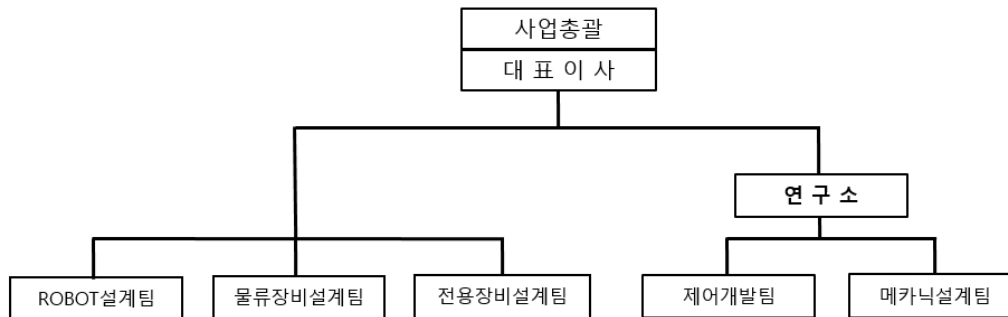 사업총괄
대 표 이 사
연 구 소
ROBOT설계팀
물류장비설계팀
전용장비설계팀
제어개발팀
메카닉설계팀